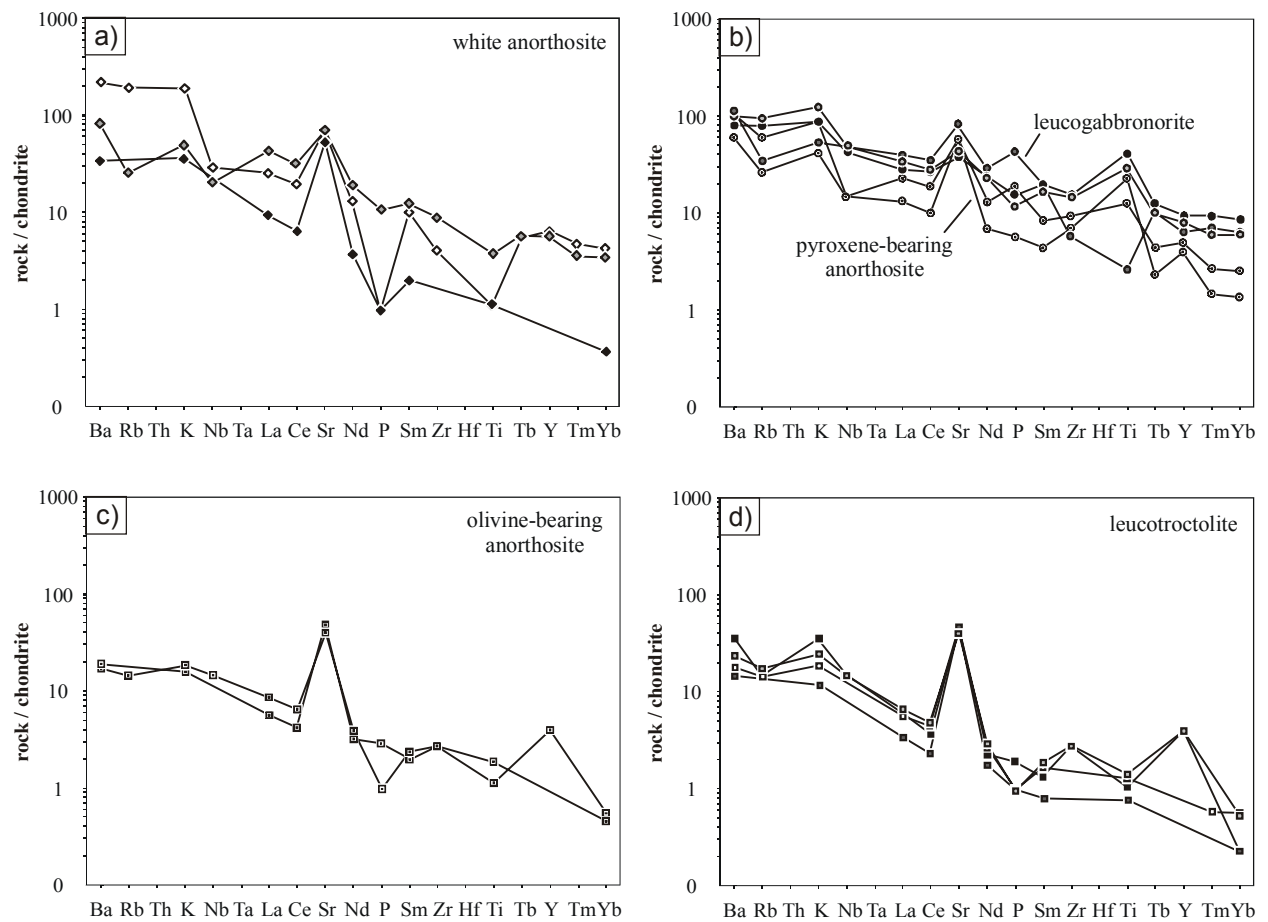 a)
white anorthosite
1000
100
10
1
0
rock / chondrite
Ba Rb Th K Nb Ta La Ce Sr Nd P Sm Zr Hf Ti Tb Y TmYb
b)
leucogabbronorite
pyroxene-bearing
anorthosite
1000
100
10
1
0
rock / chondrite
Ba Rb Th K Nb Ta La Ce Sr Nd P Sm Zr Hf Ti Tb Y TmYb
c)
olivine-bearing
anorthosite
1000
100
10
1
0
rock / chondrite
Ba Rb Th K Nb Ta La Ce Sr Nd P Sm Zr Hf Ti Tb Y TmYb
d)
leucotroctolite
1000
100
10
1
0
rock / chondrite
Ba Rb Th K Nb Ta La Ce Sr Nd P Sm Zr Hf Ti Tb Y TmYb